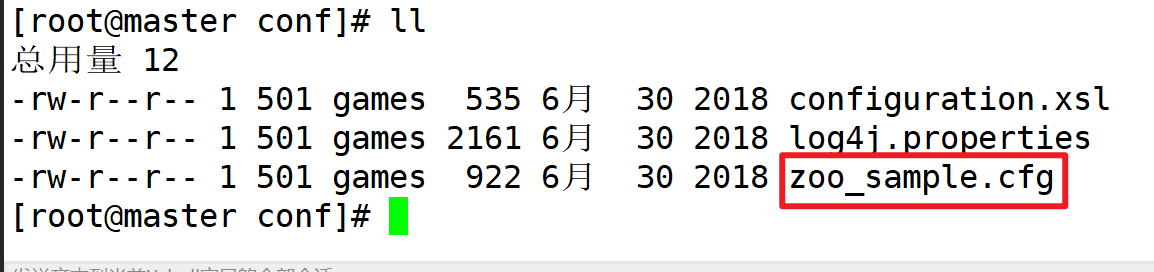 [root@master conf]# ll
总用量 12
-rw-r--r-- 1 501 games  535 6月  30 2018 configuration.xsl
-rw-r--r-- 1 501 games 2161 6月  30 2018 log4j.properties
-rw-r--r-- 1 501 games  922 6月  30 2018 zoo_sample.cfg
[root@master conf]#